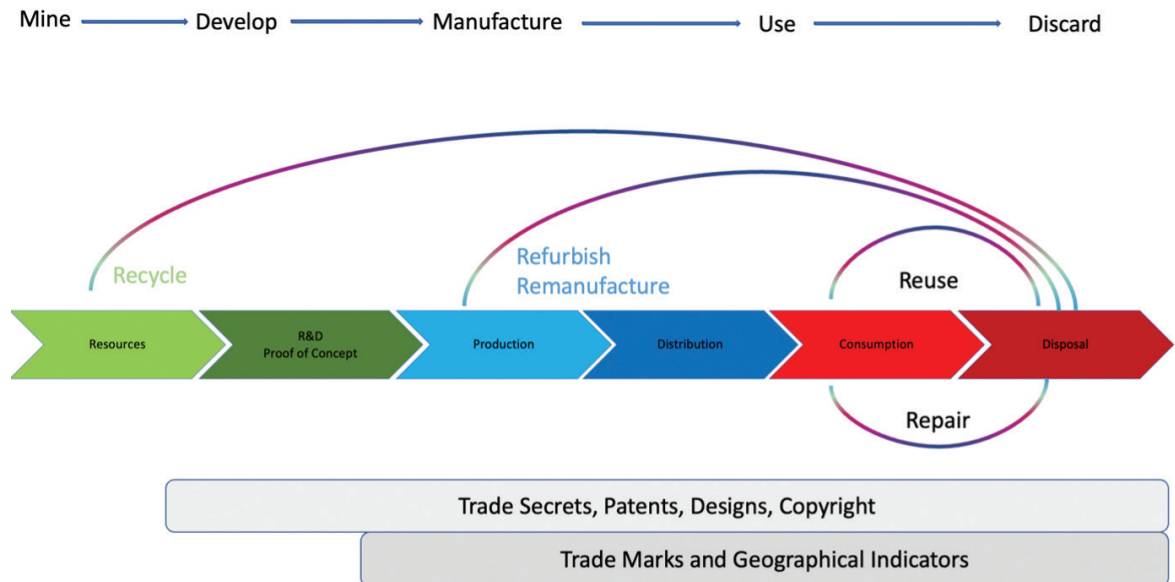 Mine Develop Manufacture Use Discard
Recycle
Refurbish
Remanufacture
Reuse
Resources
R&D
Proof of Concept
Production
Distribution
Consumption
Disposal
Repair
Trade Secrets, Patents, Designs, Copyright
Trade Marks and Geographical Indicators